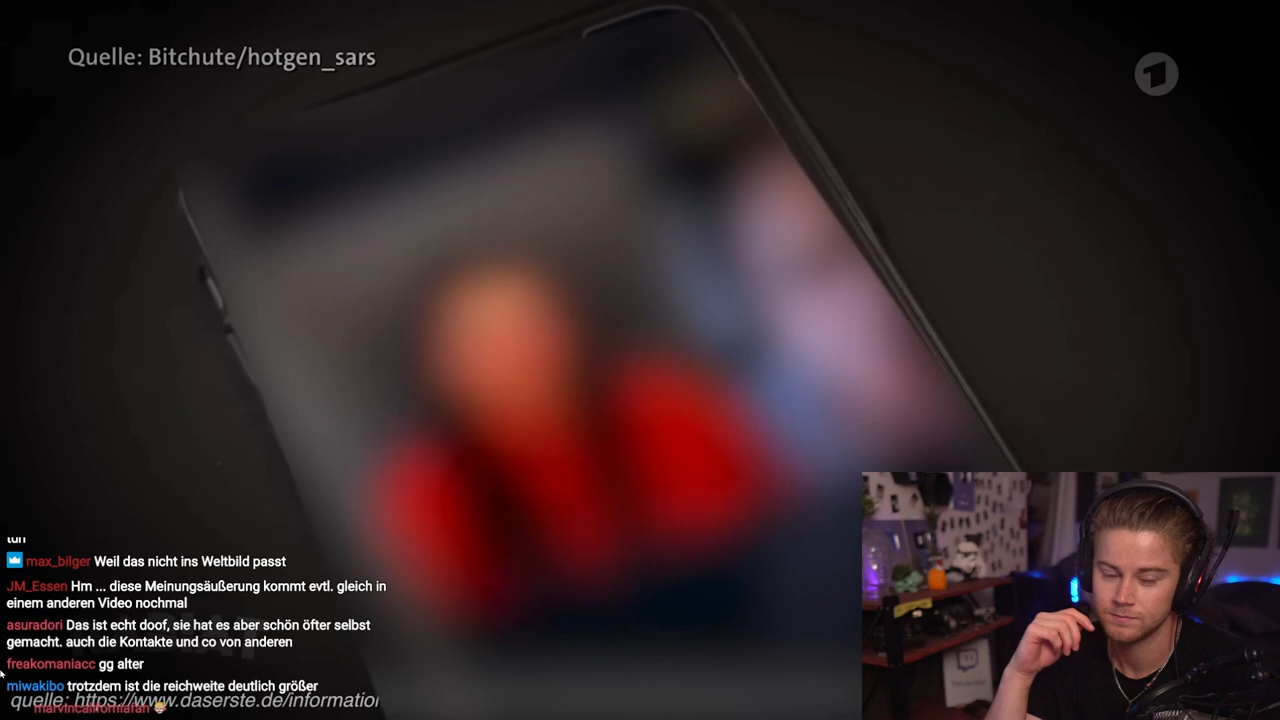 Quelle: Bitchute/hotgen_sars
max_bilger Weil das nicht ins Weltbild passt
JM_Essen Hm ... diese Meinungsäußerung kommt evtl. gleich in
einem anderen Video nochmal
asuradori Das ist echt doof, sie hat es aber schön öfter selbst
gemacht. auch die Kontakte und co von anderen
freakomaniacc gg alter
miwakibo trotzdem ist die reichweite deutlich größer
quelle: https://www.daserste.de/information